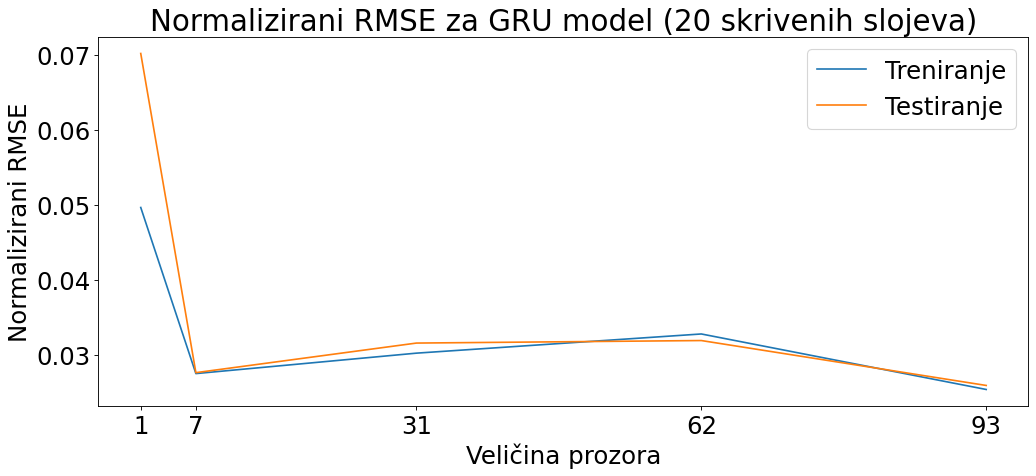 Normalizirani RMSE za GRU model (20 skrivenih slojeva)
Treniranje
Testiranje
Normalizirani RMSE
0.07
0.06
0.05
0.04
0.03
1 7 31 62 93
Veličina prozora